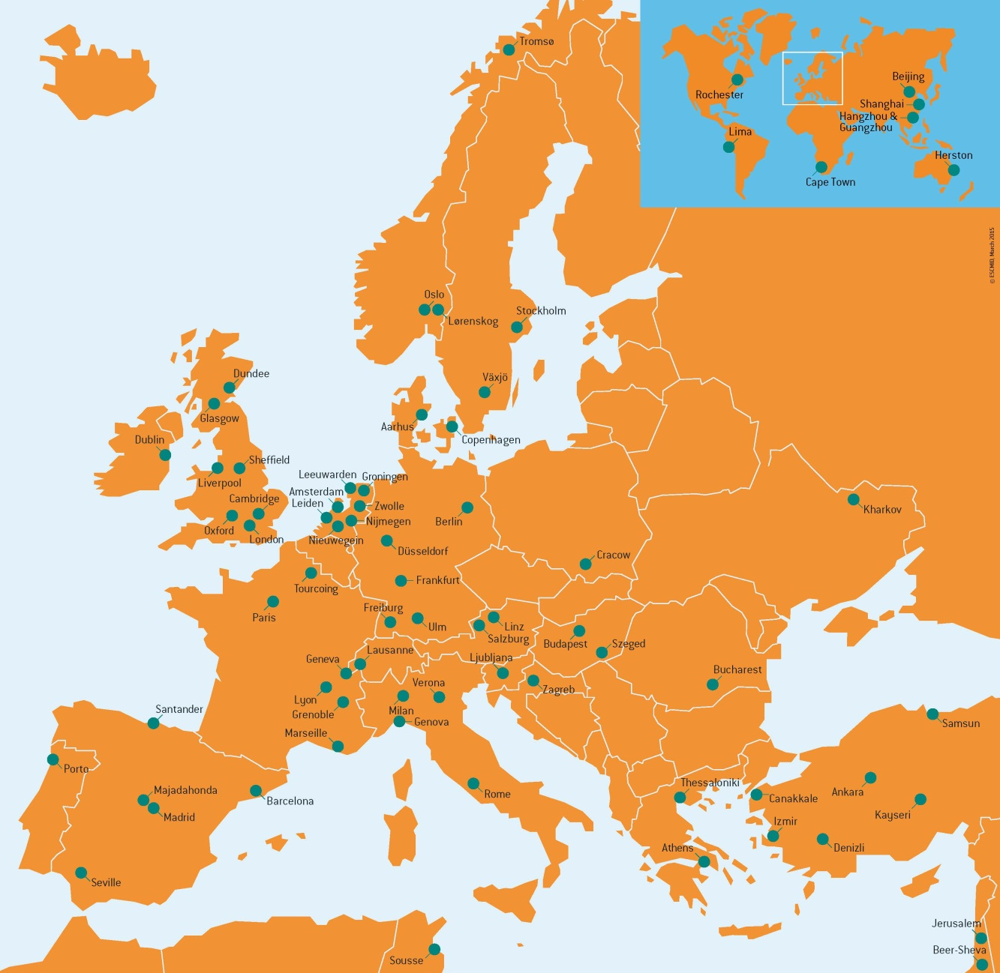 Tromsø
Beijing
Rochester
Shanghai
Hangzhou &
Guangzhou
Lima
Herston
Cape Town
© ESCMID, March 2015
Oslo
Lørenskog
Stockholm
Växjö
Dundee
Glasgow
Aarhus
Copenhagen
Dublin
Sheffield
Liverpool
Leeuwarden
Groningen
Amsterdam
Cambridge
Leiden
Zwolle
Kharkov
Berlin
Nijmegen
Oxford
London
Nieuwegein
Düsseldorf
Cracow
Frankfurt
Tourcoing
Freiburg
Paris
Ulm
Linz
Salzburg
Budapest
Szeged
Lausanne
Geneva
Ljubljana
Bucharest
Verona
Zagreb
Lyon
Santander
Milan
Grenoble
Genova
Samsun
Marseille
Porto
Thessaloniki
Majadahonda
Rome
Ankara
Canakkale
Barcelona
Kayseri
Madrid
Izmir
Athens
Denizli
Seville
Jerusalem
Beer-Sheva
Sousse